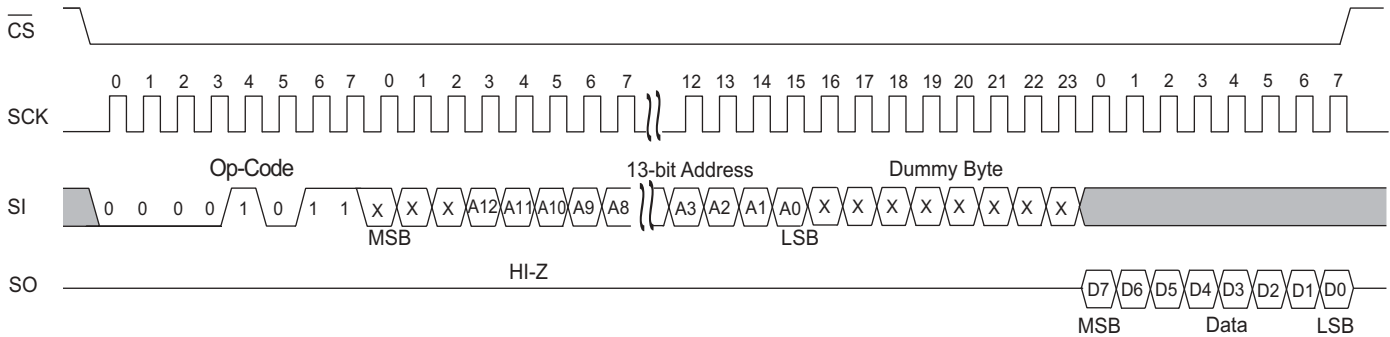 CS
0 1 2 3 4 5 6 7 0 1 2 3 4 5 6 7 12 13 14 15 16 17 18 19 20 21 22 23 0 1 2 3 4 5 6 7
SCK
Op-Code 13-bit Address Dummy Byte
SI 0 0 0 0 1 0 1 1 X X X A12 A11 A10 A9 A8 A3 A2 A1 A0 X X X X X X X X
MSB LSB
HI-Z
SO D7 D6 D5 D4 D3 D2 D1 D0
MSB Data LSB